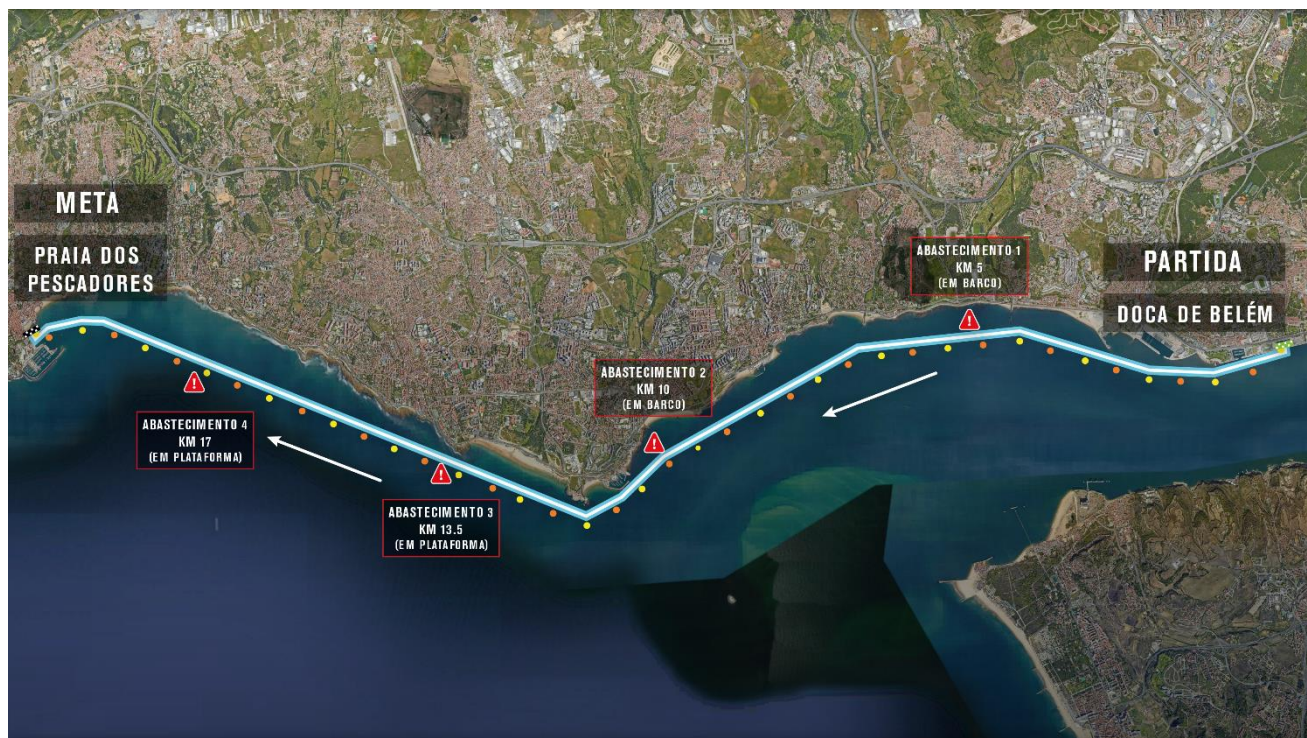 META
PRAIA DOS
PESCADORES
ABASTECIMENTO 1
KM 5
(EM BARCO)
PARTIDA
DOCA DE BELÉM
ABASTECIMENTO 2
KM 10
(EM BARCO)
ABASTECIMENTO 4
KM 17
(EM PLATAFORMA)
ABASTECIMENTO 3
KM 13.5
(EM PLATAFORMA)